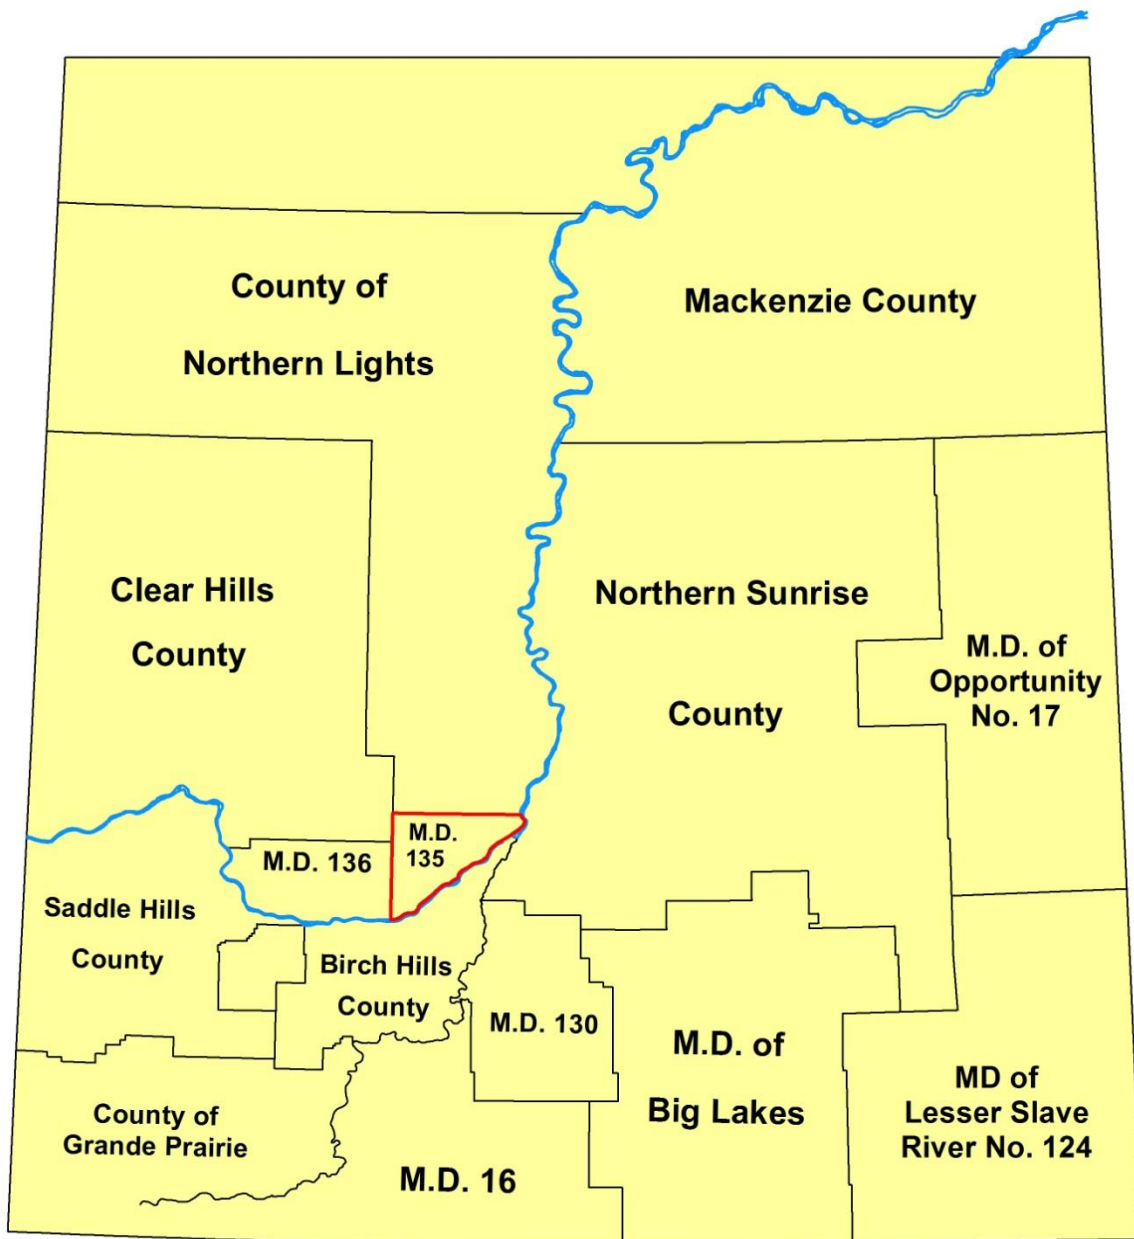 County of
Northern Lights
Mackenzie County
Clear Hills
County
Northern Sunrise
County
M.D. of
Opportunity
No. 17
M.D.
135
M.D. 136
Saddle Hills
County
Birch Hills
County
M.D. 130
M.D. of
Big Lakes
MD of
Lesser Slave
River No. 124
County of
Grande Prairie
M.D. 16